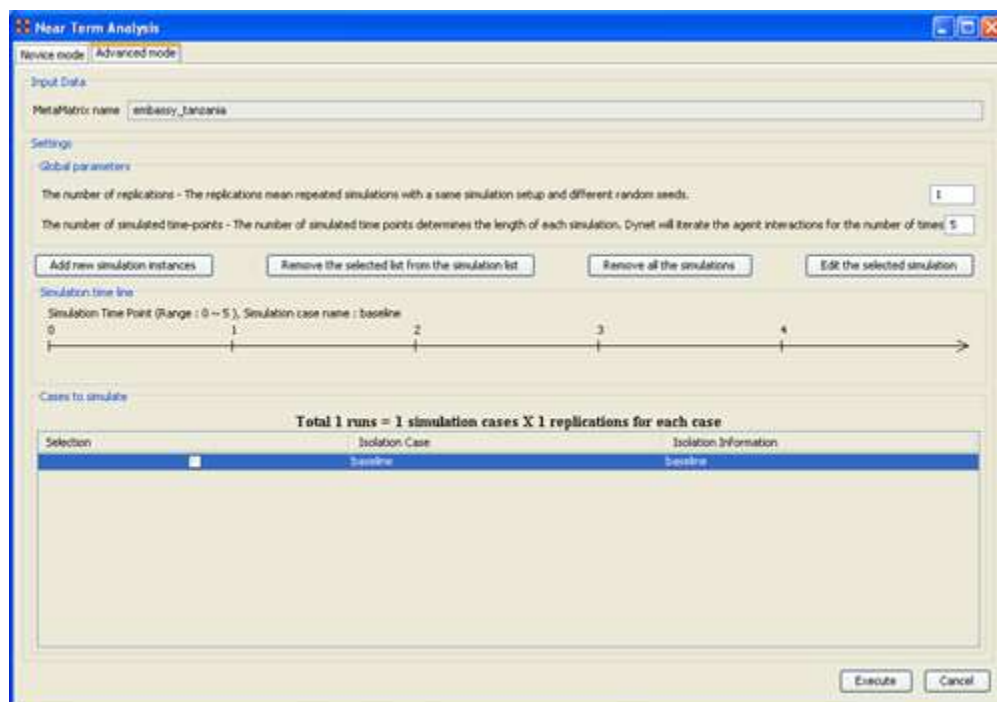 Near Term Analysis
Novice mode Advanced mode
Input Data
MetaMatrix name embassy_tanzania
Settings
Global parameters
The number of replications - The replications mean repeated simulations with a same simulation setup and different random seeds. 1
The number of simulated time-points - The number of simulated time points determines the length of each simulation. Dynet will iterate the agent interactions for the number of times 5
Add new simulation instances Remove the selected list from the simulation list Remove all the simulations Edit the selected simulation
Simulation time line
Simulation Time Point (Range : 0 ~ 5 ), Simulation case name : baseline
0 1 2 3 4
Cases to simulate
Total 1 runs = 1 simulation cases X 1 replications for each case
Selection Isolation Case Isolation Information
baseline baseline
Execute Cancel